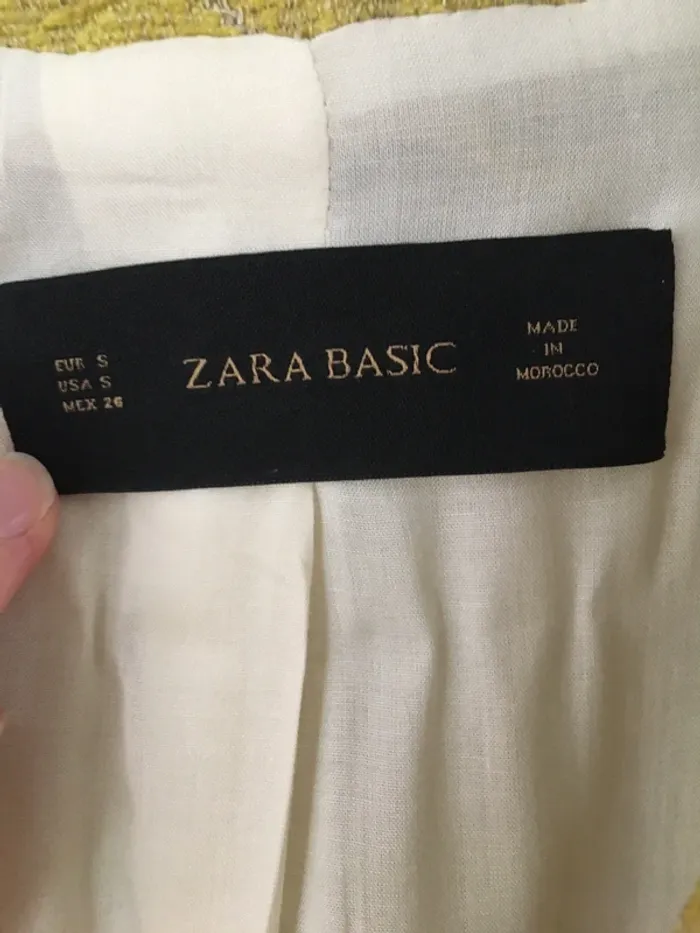 EUR S
USA S
MEX 26
ZARA BASIC
MADE
IN
MOROCCO